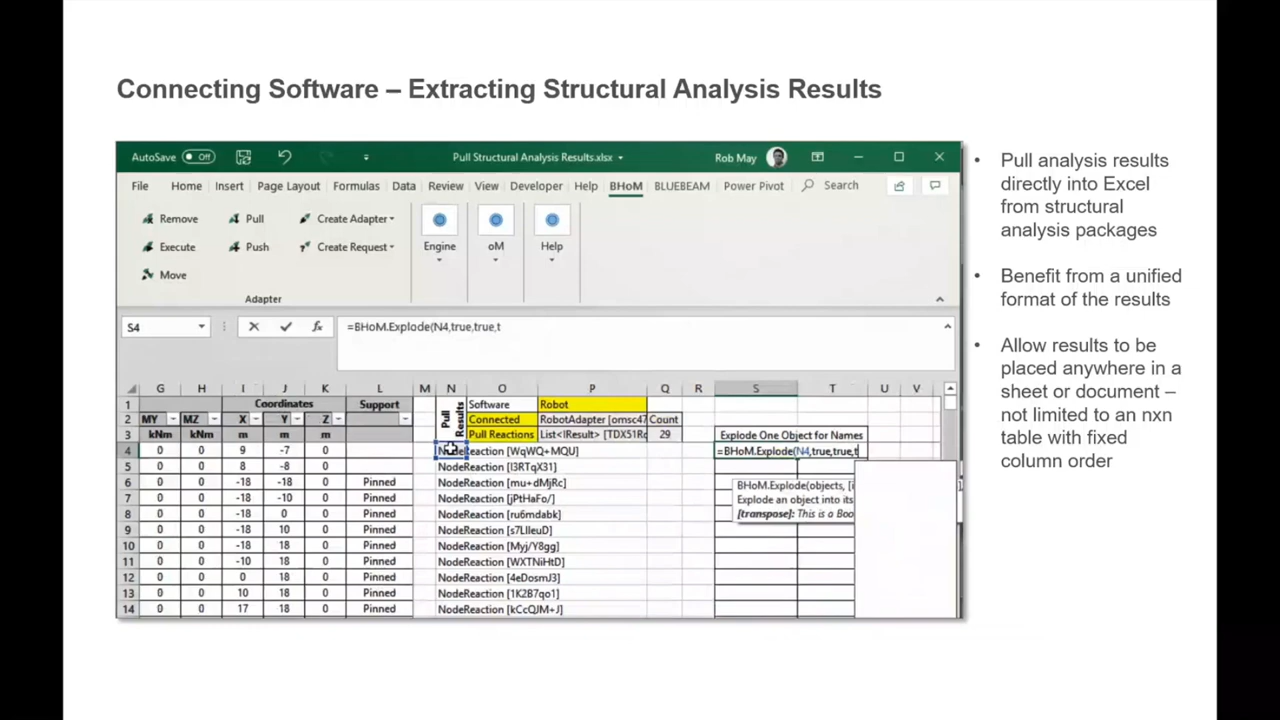 Connecting Software – Extracting Structural Analysis Results
AutoSave Off Pull Structural Analysis Results.xlsx Rob May
File Home Insert Page Layout Formulas Data Review View Developer Help BHoM BLUEBEAM Power Pivot Search
Remove Pull Create Adapter
Execute Push Create Request
Move
Engine oM Help
Adapter
S4 fx =BHoM.Explode(N4,true,true,t
G H I J K L M N O P Q R S T U V
1 Coordinates Support Pull Results Software Robot
2 MY MZ X Y Z Connected RobotAdapter [omsc47 Count
3 kNm kNm m m m Pull Reactions List<IResult> [TDX51Rc 29 Explode One Object for Names
4 0 0 9 -7 0 NodeReaction [WqWQ+MQU] =BHoM.Explode(N4,true,true,t
5 0 0 8 -8 0 NodeReaction [I3RTqX31]
6 0 0 -18 -18 0 Pinned NodeReaction [mu+dMjRc]
BHoM.Explode(objects, [i
7 0 0 -18 -10 0 Pinned NodeReaction [jPtHaFo/]
Explode an object into its
8 0 0 -18 0 0 Pinned NodeReaction [ru6mdabk]
[transpose]: This is a Boo
9 0 0 -18 10 0 Pinned NodeReaction [s7LIleuD]
10 0 0 -18 18 0 Pinned NodeReaction [Myj/Y8gg]
11 0 0 -10 18 0 Pinned NodeReaction [WXTNiHtD]
12 0 0 0 18 0 Pinned NodeReaction [4eDosmJ3]
13 0 0 10 18 0 Pinned NodeReaction [1K2B7qo1]
14 0 0 17 18 0 Pinned NodeReaction [kCcQJM+J]
• Pull analysis results
directly into Excel
from structural
analysis packages
• Benefit from a unified
format of the results
• Allow results to be
placed anywhere in a
sheet or document –
not limited to an nxn
table with fixed
column order